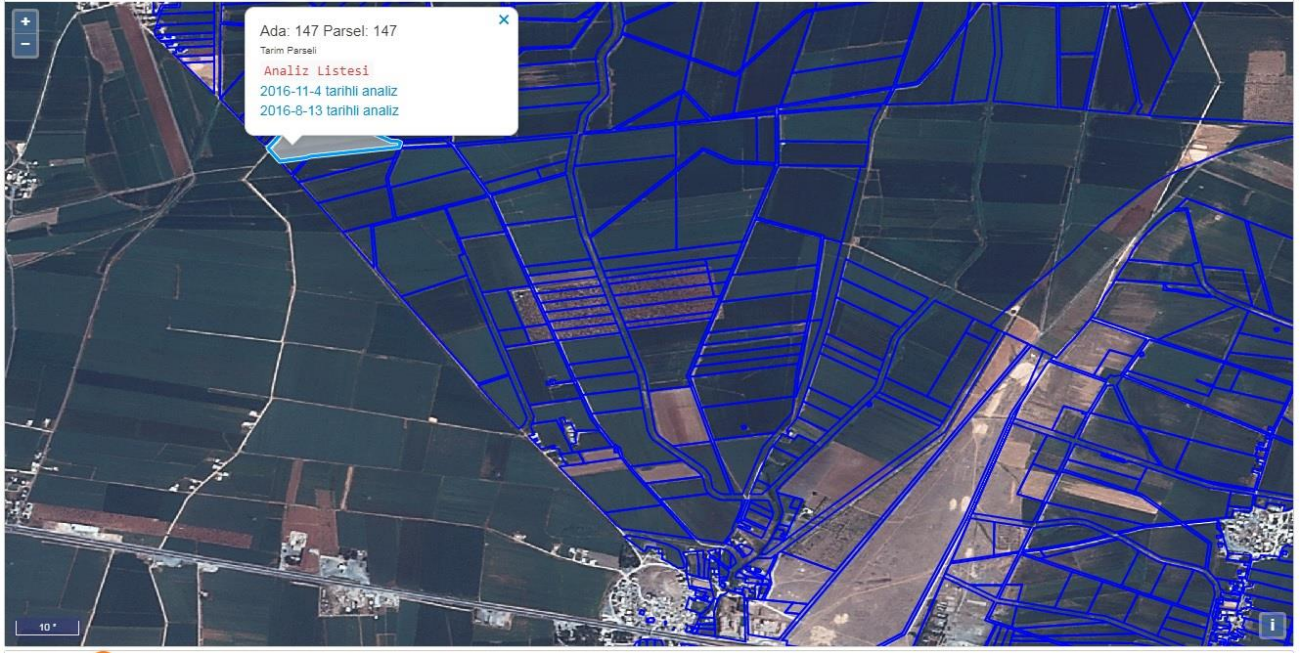 +
−
×
Ada: 147 Parsel: 147
Tarim Parseli
Analiz Listesi
2016-11-4 tarihli analiz
2016-8-13 tarihli analiz
10 "
i